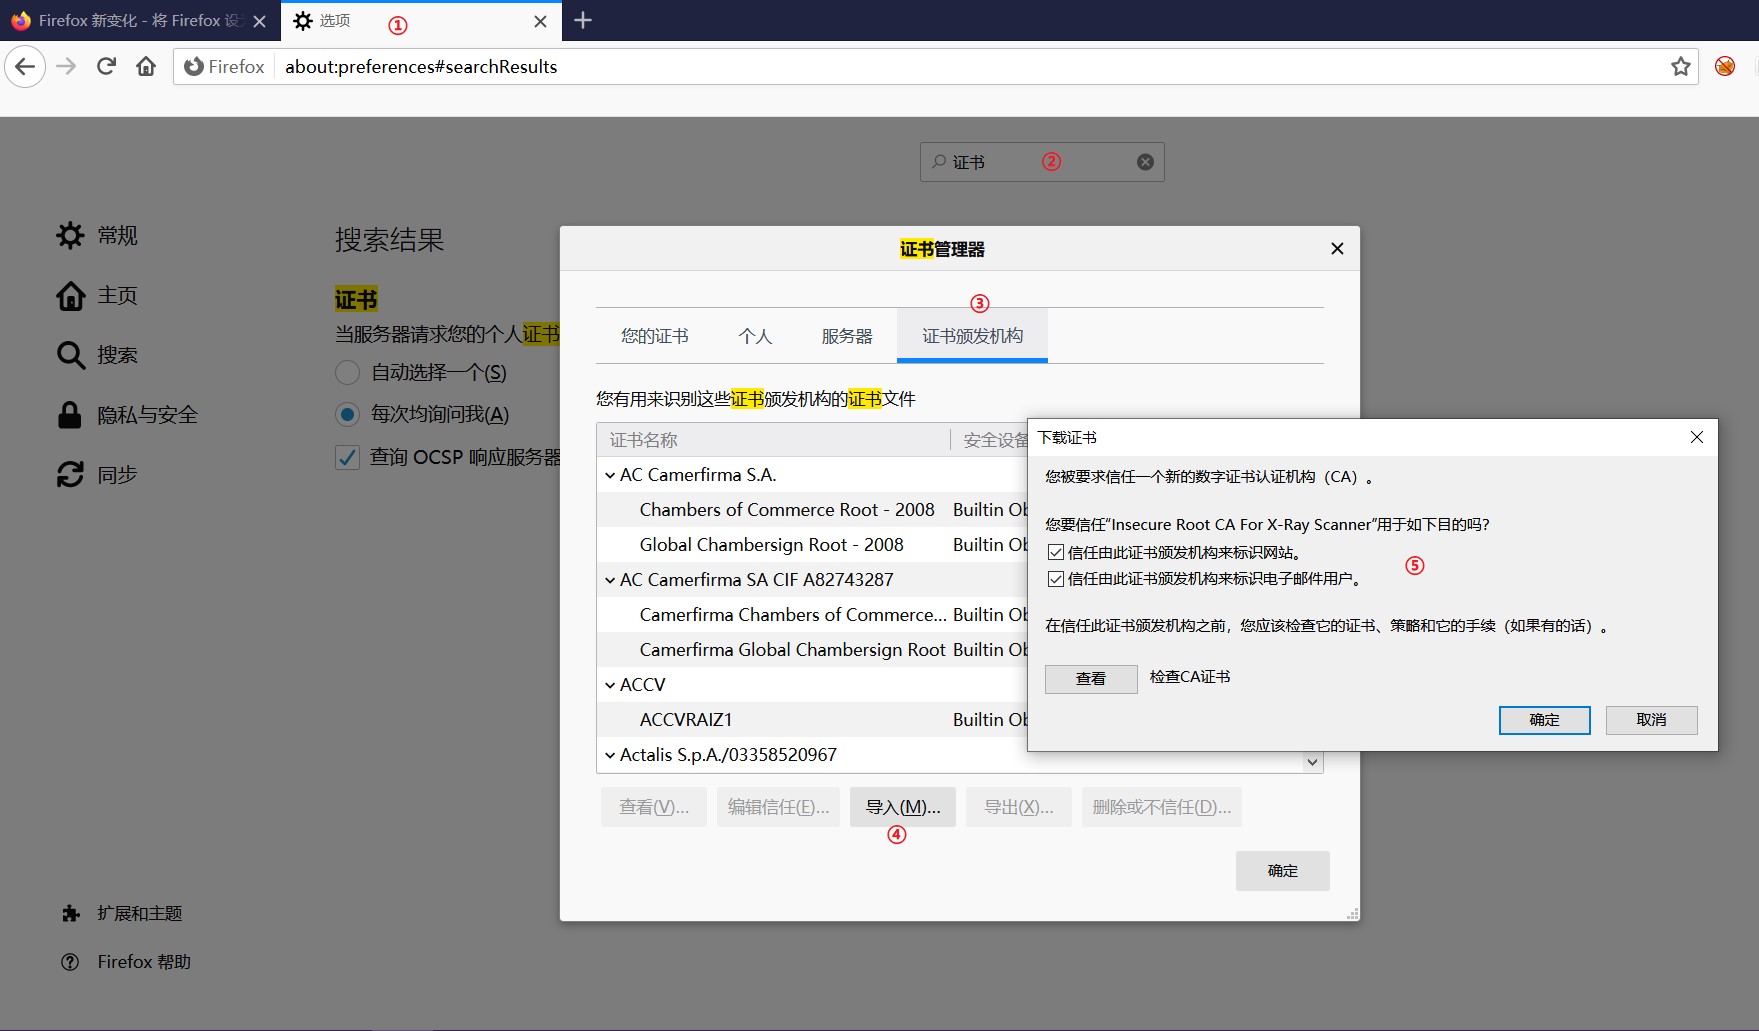 Firefox 新变化 - 将 Firefox 设
选项
①
Firefox
about:preferences#searchResults
证书
②
常规
主页
搜索
隐私与安全
同步
扩展和主题
Firefox 帮助
搜索结果
证书
当服务器请求您的个人证书
自动选择一个(S)
每次均询问我(A)
查询 OCSP 响应服务器
证书管理器
③
您的证书
个人
服务器
证书颁发机构
您有用来识别这些证书颁发机构的证书文件
证书名称
安全设备
AC Camerfirma S.A.
Chambers of Commerce Root - 2008
Builtin Ob
Global Chambersign Root - 2008
Builtin Ob
AC Camerfirma SA CIF A82743287
Camerfirma Chambers of Commerce...
Builtin Ob
Camerfirma Global Chambersign Root
Builtin Ob
ACCV
ACCVRAIZ1
Builtin Ob
Actalis S.p.A./03358520967
查看(V)...
编辑信任(E)...
导入(M)...
导出(X)...
删除或不信任(D)...
④
确定
下载证书
您被要求信任一个新的数字证书认证机构（CA）。
您要信任“Insecure Root CA For X-Ray Scanner”用于如下目的吗?
信任由此证书颁发机构来标识网站。
信任由此证书颁发机构来标识电子邮件用户。
⑤
在信任此证书颁发机构之前，您应该检查它的证书、策略和它的手续（如果有的话）。
查看
检查CA证书
确定
取消